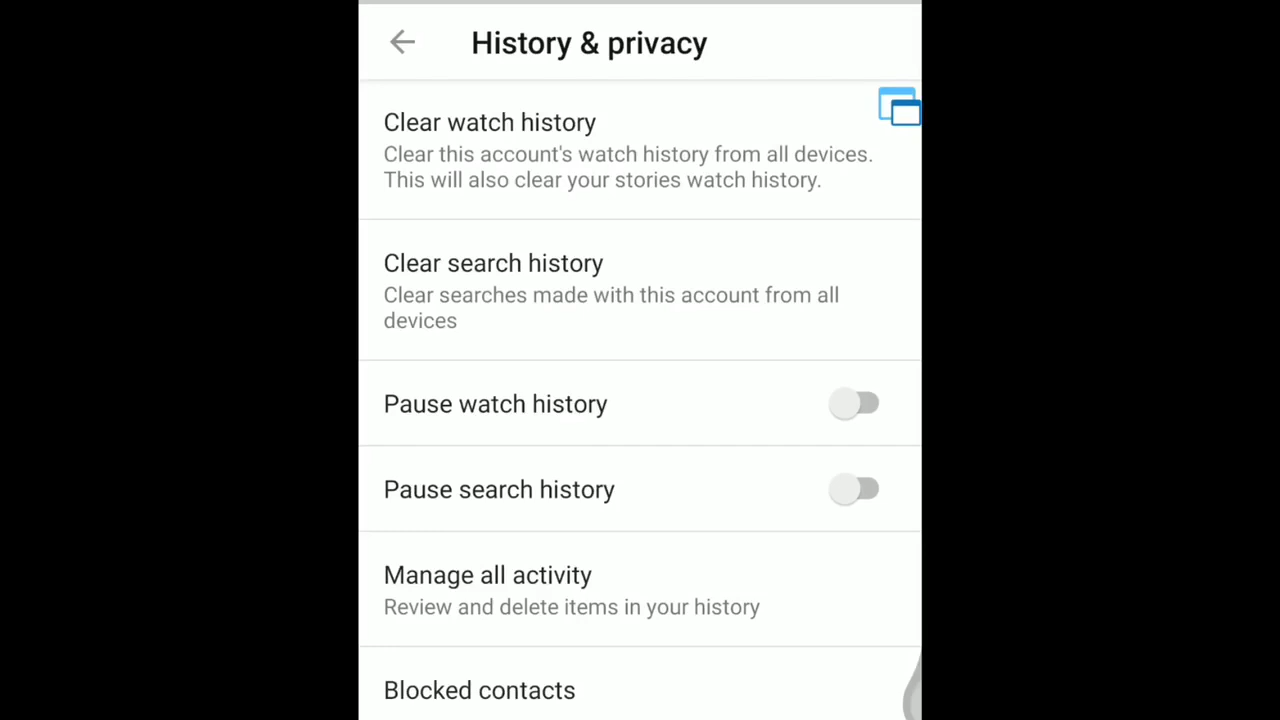 History & privacy
Clear watch history
Clear this account's watch history from all devices.
This will also clear your stories watch history.
Clear search history
Clear searches made with this account from all
devices
Pause watch history
Pause search history
Manage all activity
Review and delete items in your history
Blocked contacts